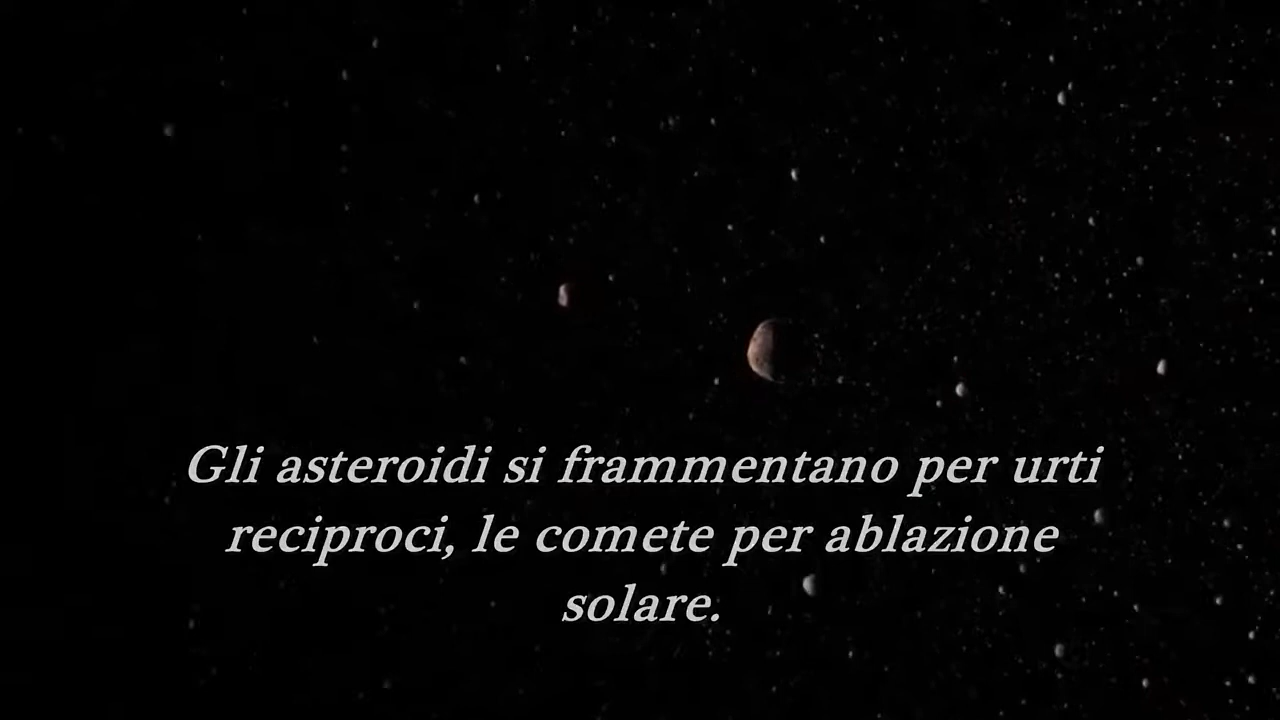 Gli asteroidi si frammentano per urti
reciproci, le comete per ablazione
solare.